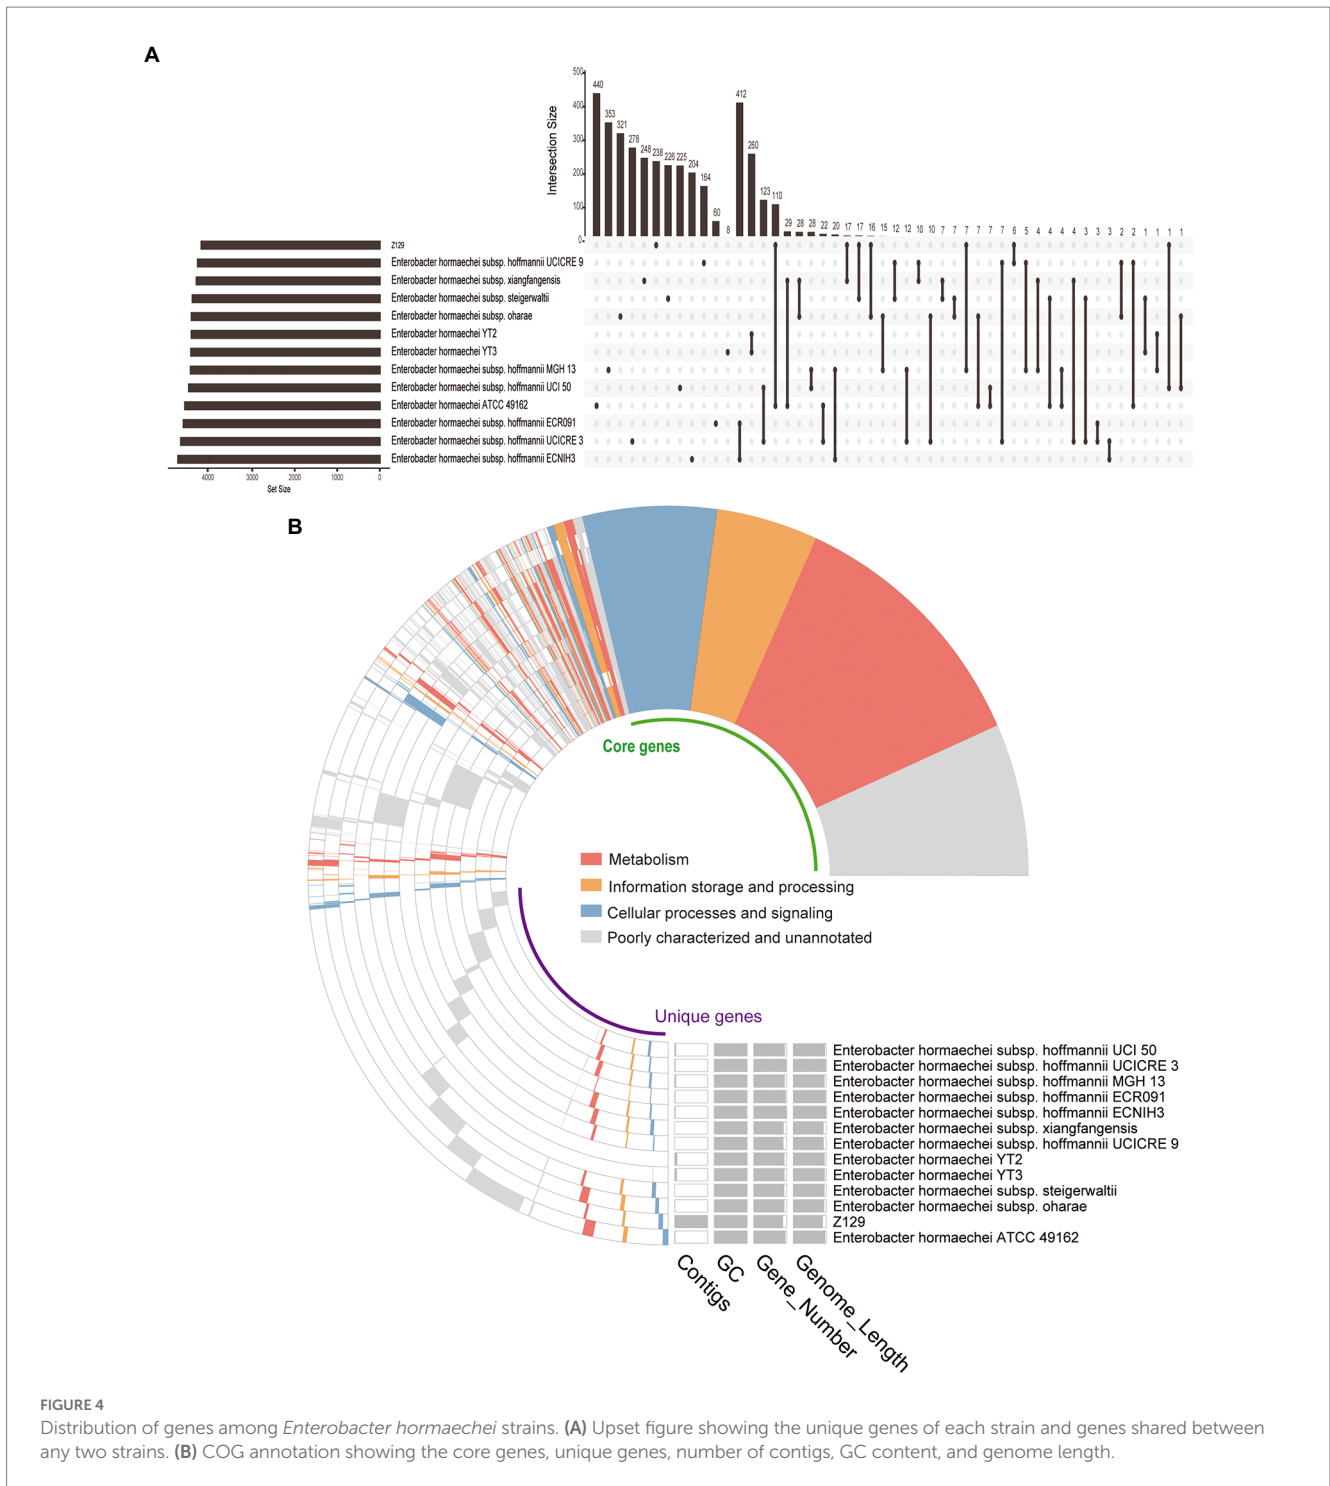 A
Intersection Size
500
400
300
200
100
0
440
353
321
278
248
238
226
225
204
164
60
8
412
260
123
110
29 28 28 22 20 17 17 16 15 12 12 10 10 7 7 7 7 7 7 6 5 4 4 4 4 3 3 3 2 2 1 1 1 1
Z129
Enterobacter hormaechei subsp. hoffmannii UCICRE 9
Enterobacter hormaechei subsp. xiangfangensis
Enterobacter hormaechei subsp. steigerwaltii
Enterobacter hormaechei subsp. oharae
Enterobacter hormaechei YT2
Enterobacter hormaechei YT3
Enterobacter hormaechei subsp. hoffmannii MGH 13
Enterobacter hormaechei subsp. hoffmannii UCI 50
Enterobacter hormaechei ATCC 49162
Enterobacter hormaechei subsp. hoffmannii ECR091
Enterobacter hormaechei subsp. hoffmannii UCICRE 3
Enterobacter hormaechei subsp. hoffmannii ECNIH3
4000 3000 2000 1000 0
Set Size
B
Core genes
Metabolism
Information storage and processing
Cellular processes and signaling
Poorly characterized and unannotated
Unique genes
Enterobacter hormaechei subsp. hoffmannii UCI 50
Enterobacter hormaechei subsp. hoffmannii UCICRE 3
Enterobacter hormaechei subsp. hoffmannii MGH 13
Enterobacter hormaechei subsp. hoffmannii ECR091
Enterobacter hormaechei subsp. hoffmannii ECNIH3
Enterobacter hormaechei subsp. xiangfangensis
Enterobacter hormaechei subsp. hoffmannii UCICRE 9
Enterobacter hormaechei YT2
Enterobacter hormaechei YT3
Enterobacter hormaechei subsp. steigerwaltii
Enterobacter hormaechei subsp. oharae
Z129
Enterobacter hormaechei ATCC 49162
Contigs
GC
Gene_Number
Genome_Length
FIGURE 4
Distribution of genes among Enterobacter hormaechei strains. (A) Upset figure showing the unique genes of each strain and genes shared between
any two strains. (B) COG annotation showing the core genes, unique genes, number of contigs, GC content, and genome length.